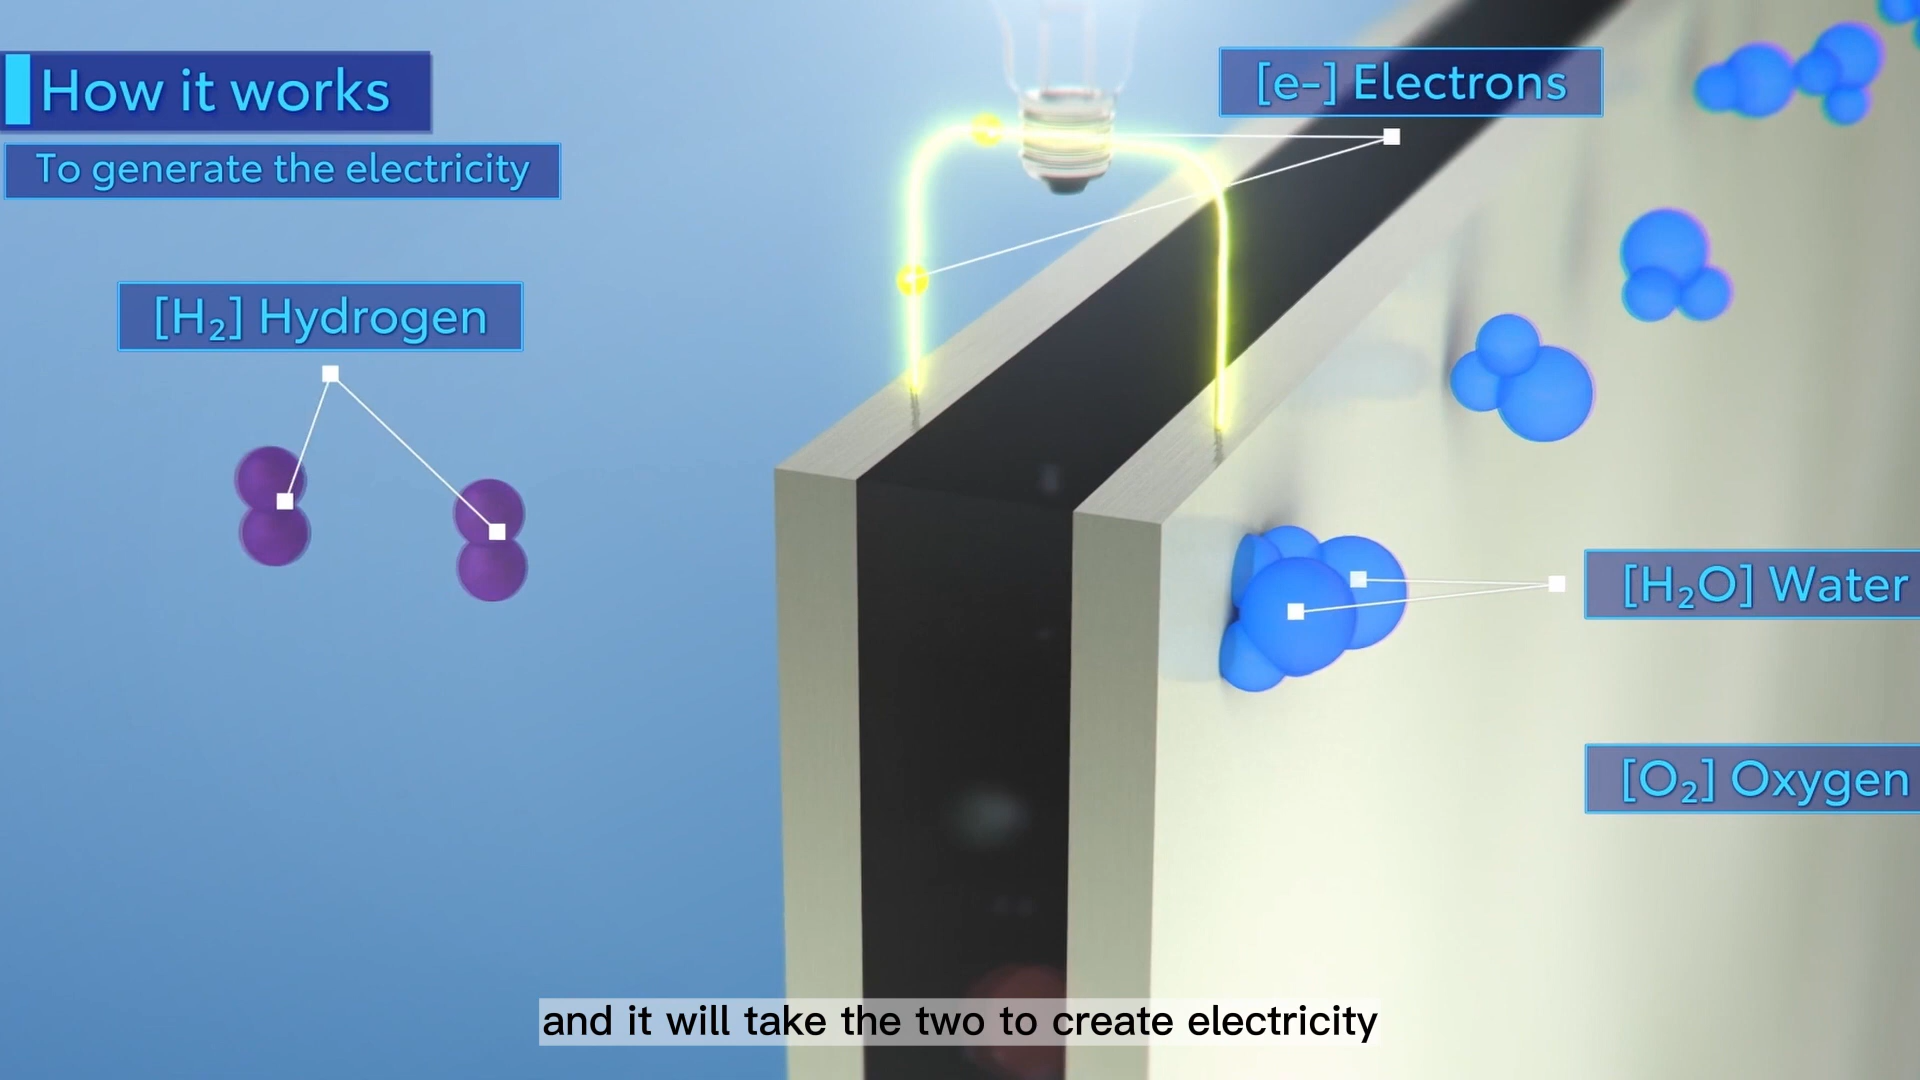 How it works
To generate the electricity
[e-] Electrons
[H₂] Hydrogen
[H₂O] Water
[O₂] Oxygen
and it will take the two to create electricity